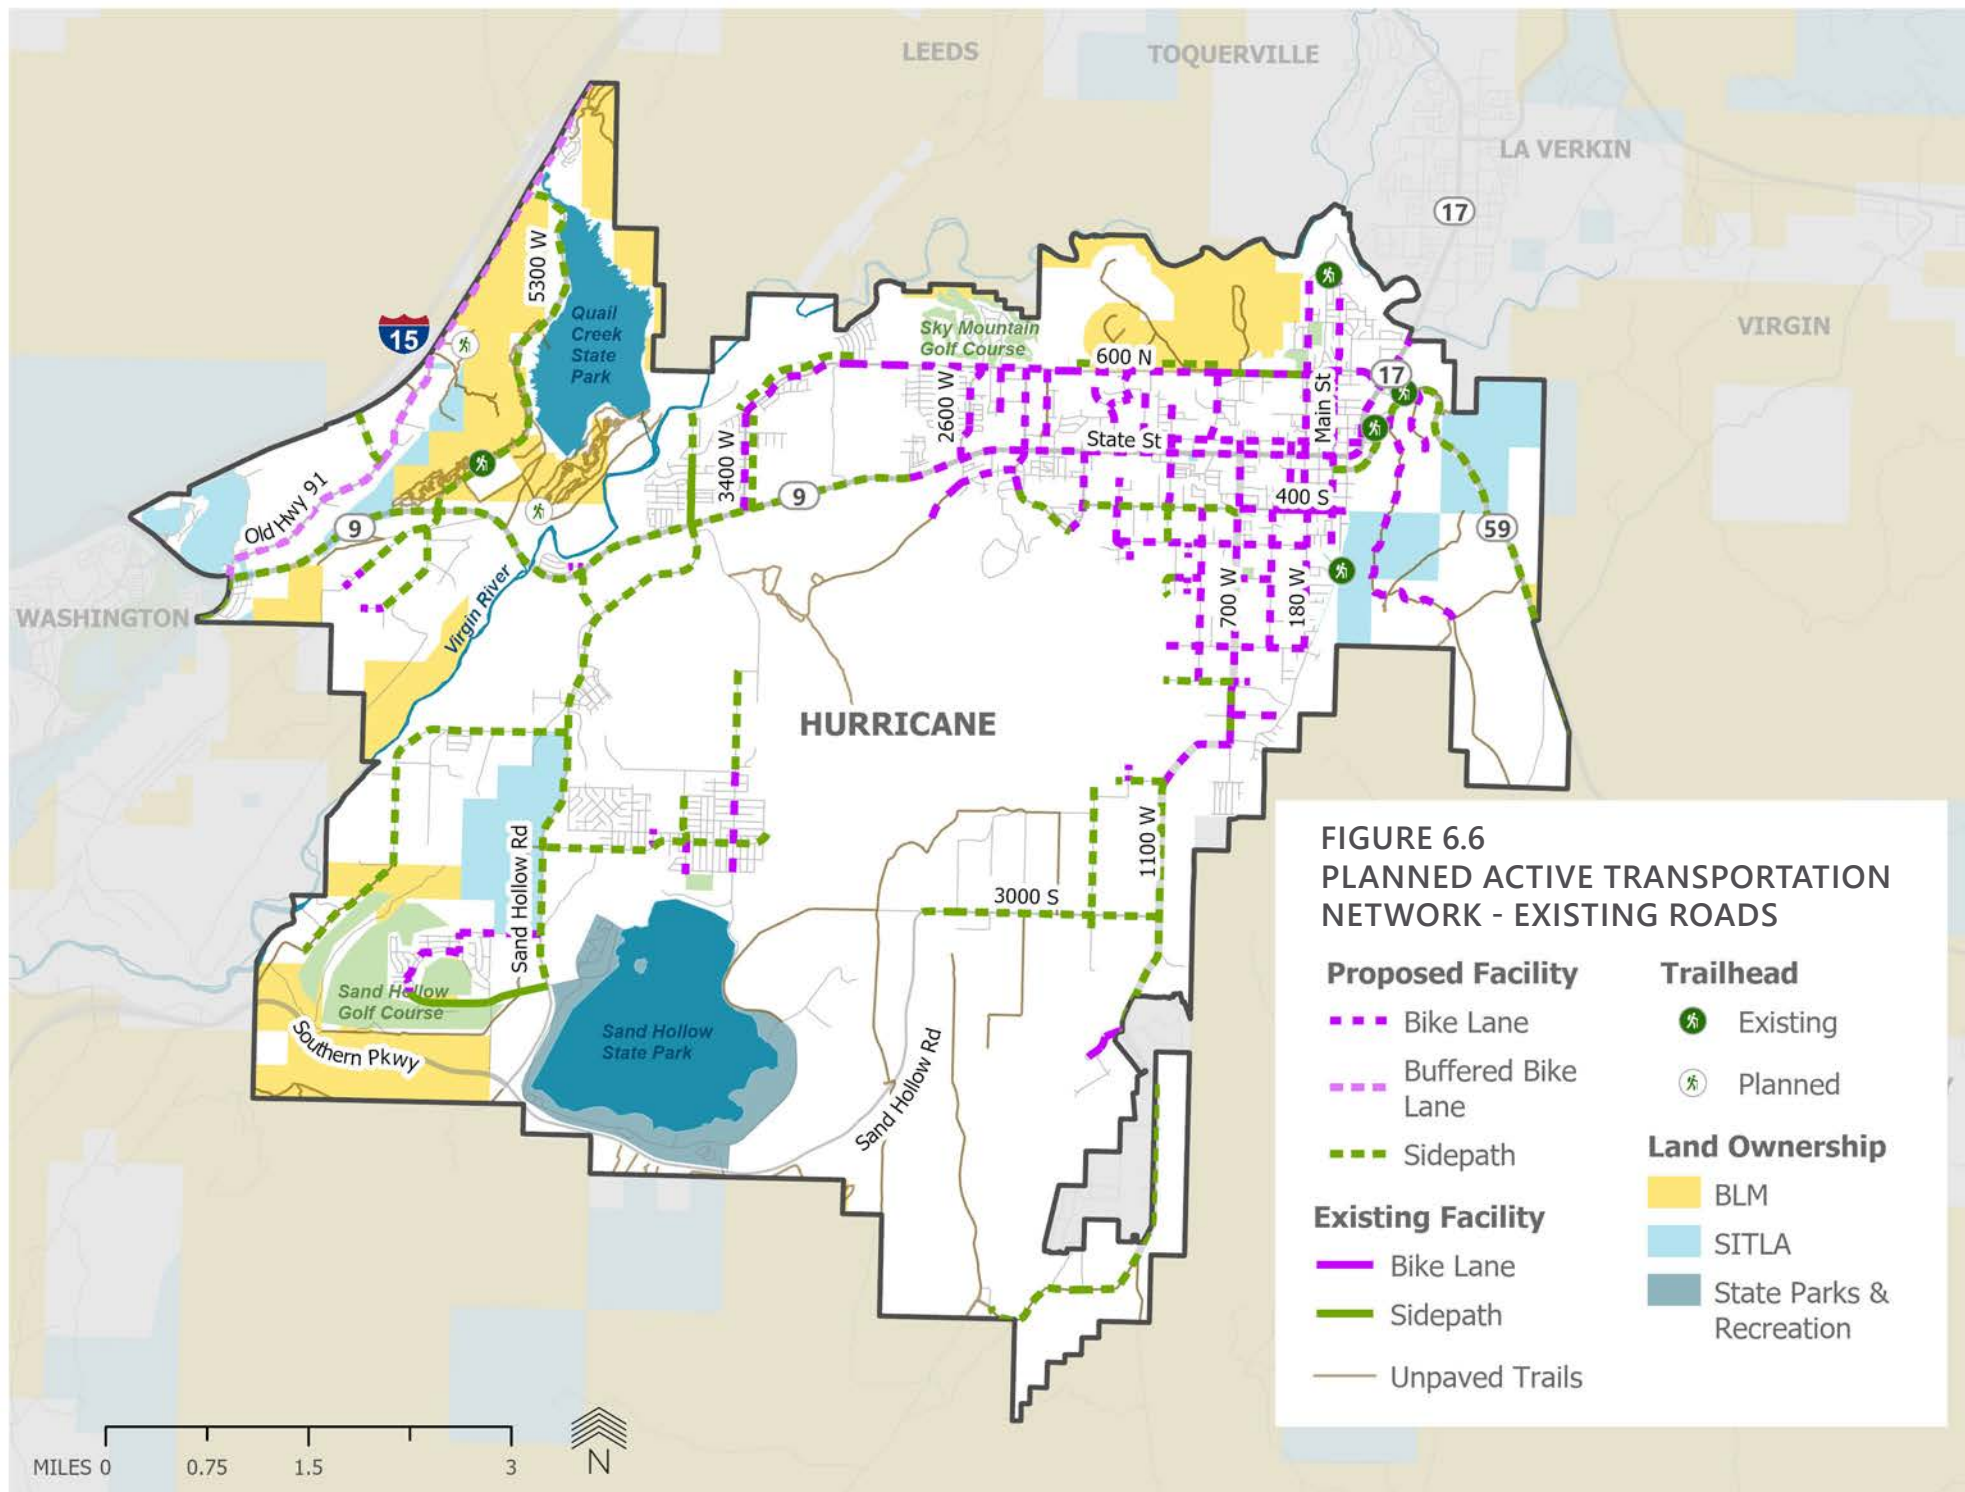 LEEDS
TOQUERVILLE
LA VERKIN
17
VIRGIN
5300 W
Quail
Creek
State
Park
15
Sky Mountain
Golf Course
600 N
17
2600 W
Main St
State St
3400 W
9
400 S
Old Hwy 91
9
59
WASHINGTON
Virgin River
700 W
180 W
HURRICANE
Sand Hollow Rd
1100 W
3000 S
Sand Hollow
Golf Course
Southern Pkwy
Sand Hollow
State Park
Sand Hollow Rd
FIGURE 6.6
PLANNED ACTIVE TRANSPORTATION
NETWORK - EXISTING ROADS
Proposed Facility
Bike Lane
Buffered Bike
Lane
Sidepath
Existing Facility
Bike Lane
Sidepath
Unpaved Trails
Trailhead
Existing
Planned
Land Ownership
BLM
SITLA
State Parks &
Recreation
MILES 0 0.75 1.5 3
N